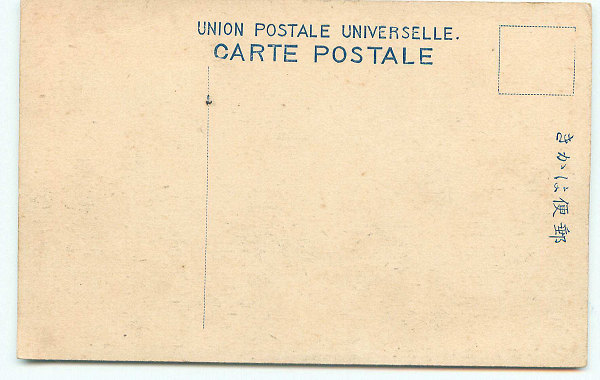 UNION POSTALE UNIVERSELLE.
CARTE POSTALE
きかは便郵